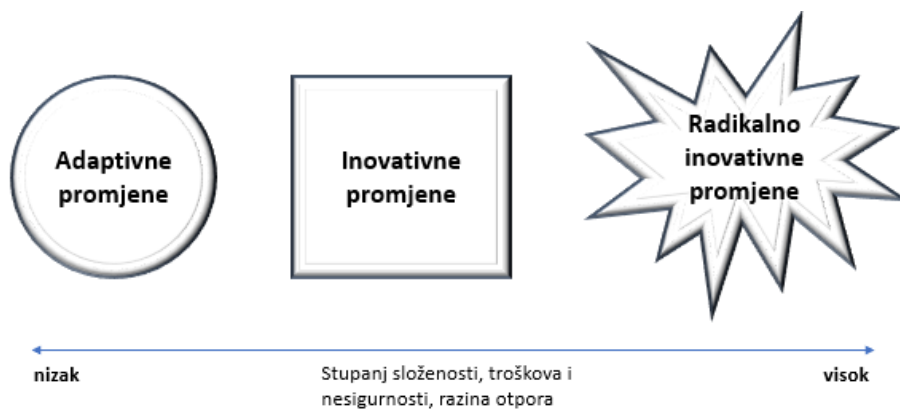 Adaptivne
promjene
Inovativne
promjene
Radikalno
inovativne
promjene
nizak
Stupanj složenosti, troškova i
nesigurnosti, razina otpora
visok